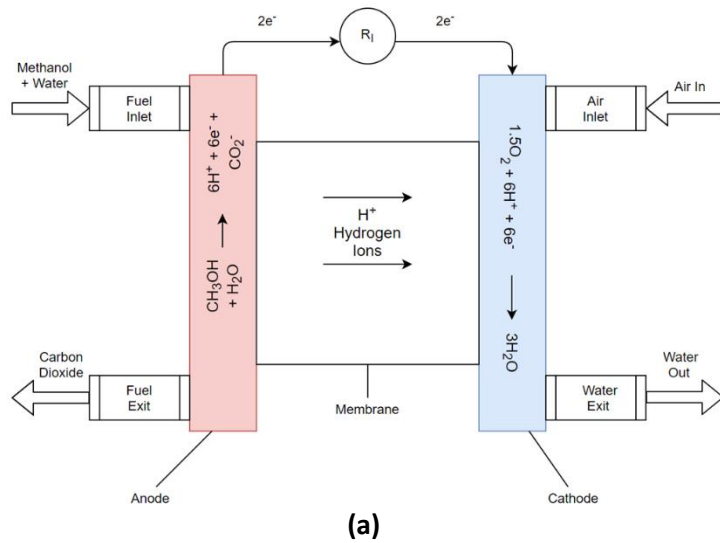 2e⁻
R_I
2e⁻
Methanol
+ Water
Fuel
Inlet
Air
Inlet
Air In
6H⁺ + 6e⁻ +
CO₂⁻
CH₃OH
+ H₂O
H⁺
Hydrogen
Ions
1.5O₂ + 6H⁺ + 6e⁻
3H₂O
Carbon
Dioxide
Fuel
Exit
Membrane
Water
Exit
Water
Out
Anode
Cathode
(a)